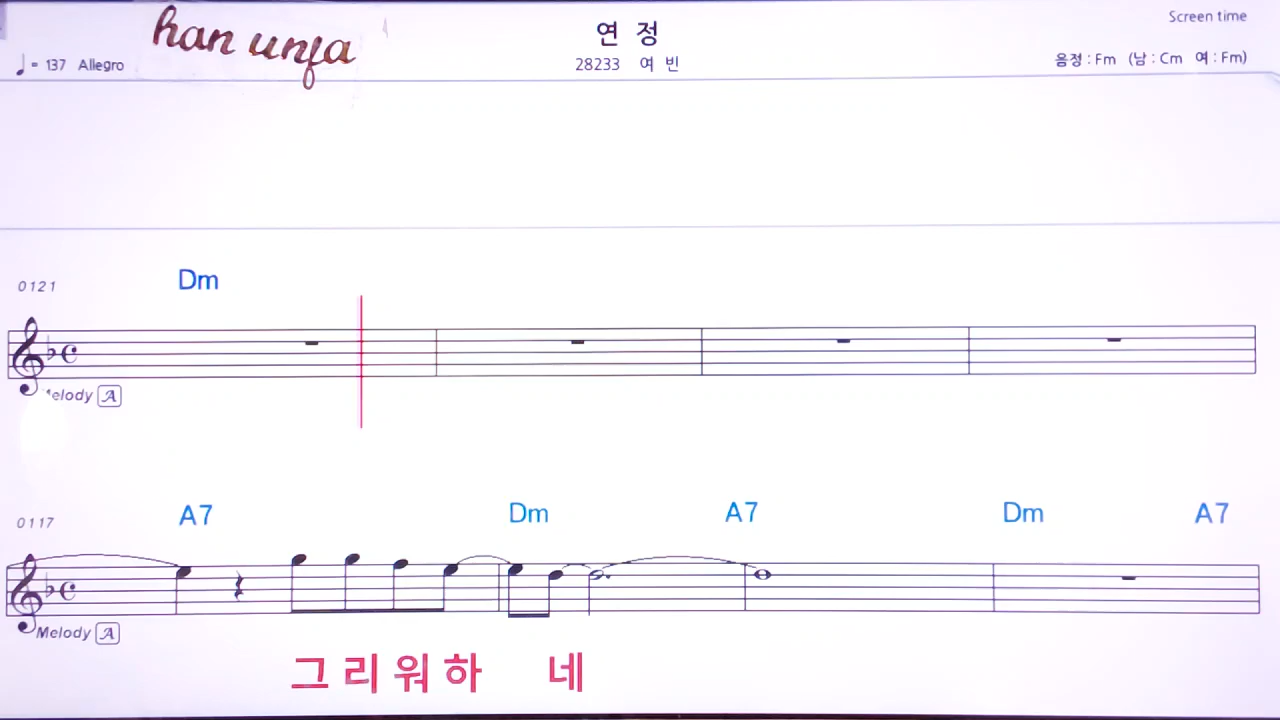 Screen time
han unfa
연 정
♩= 137 Allegro
28233 여 빈
음정 : Fm (남 : Cm 여 : Fm)
0121
Dm
Melody A
0117
A7 Dm A7 Dm A7
Melody A
그 리 워 하 네